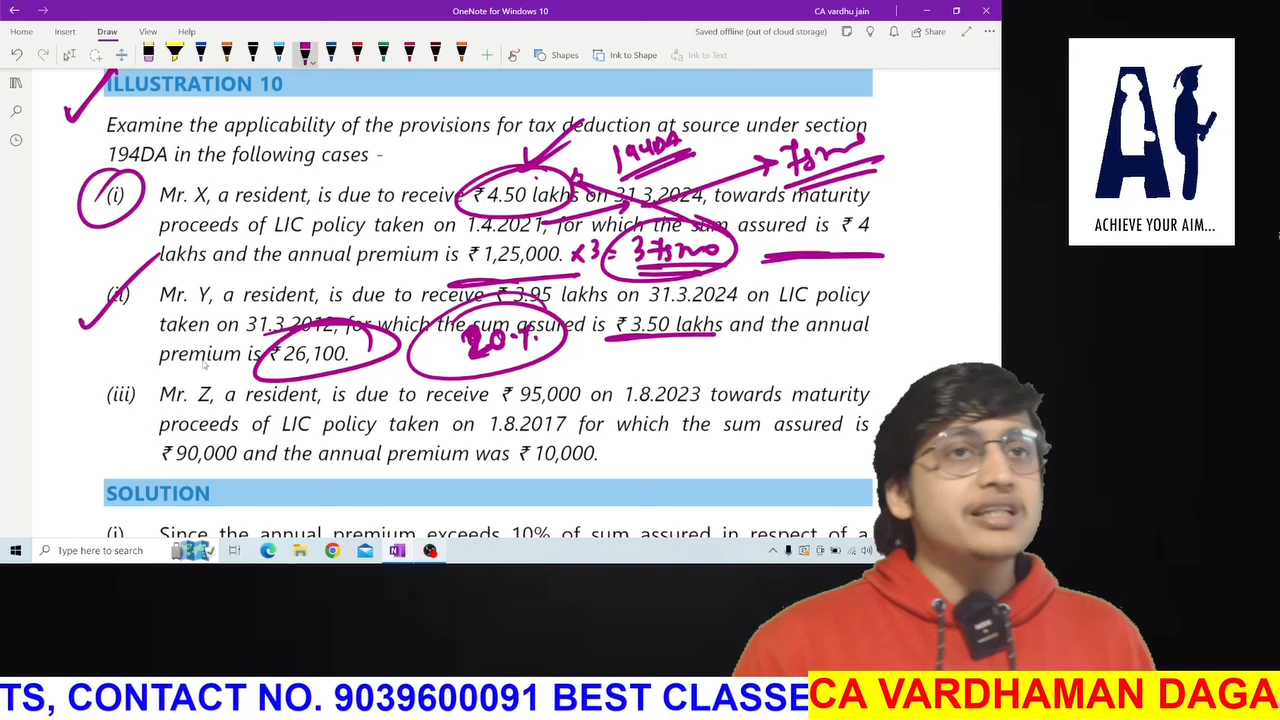 OneNote for Windows 10
CA vardhu jain
Home Insert Draw View Help
Saved offline (out of cloud storage)
Share
Shapes
Ink to Shape
Ink to Text
ILLUSTRATION 10
Examine the applicability of the provisions for tax deduction at source under section
194DA in the following cases -
194DA
(i) Mr. X, a resident, is due to receive ₹ 4.50 lakhs on 31.3.2024, towards maturity
proceeds of LIC policy taken on 1.4.2021, for which the sum assured is ₹ 4
lakhs and the annual premium is ₹ 1,25,000. ×3 =
(ii) Mr. Y, a resident, is due to receive ₹ 3.95 lakhs on 31.3.2024 on LIC policy
taken on 31.3.2012, for which the sum assured is ₹ 3.50 lakhs and the annual
premium is ₹ 26,100. 20%
(iii) Mr. Z, a resident, is due to receive ₹ 95,000 on 1.8.2023 towards maturity
proceeds of LIC policy taken on 1.8.2017 for which the sum assured is
₹ 90,000 and the annual premium was ₹ 10,000.
SOLUTION
(i) Since the annual premium exceeds 10% of sum assured in respect of a
Type here to search
AI
ACHIEVE YOUR AIM...
TS, CONTACT NO. 9039600091 BEST CLASSE
CA VARDHAMAN DAGA